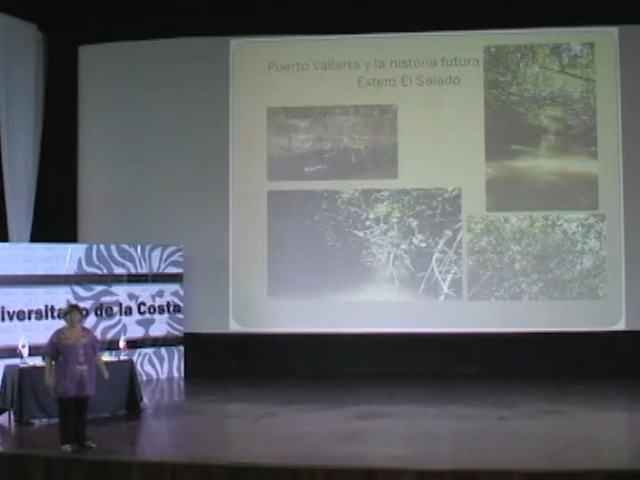 Puerto Vallarta y la historia futura
Estero El Salado
iversitario de la Costa